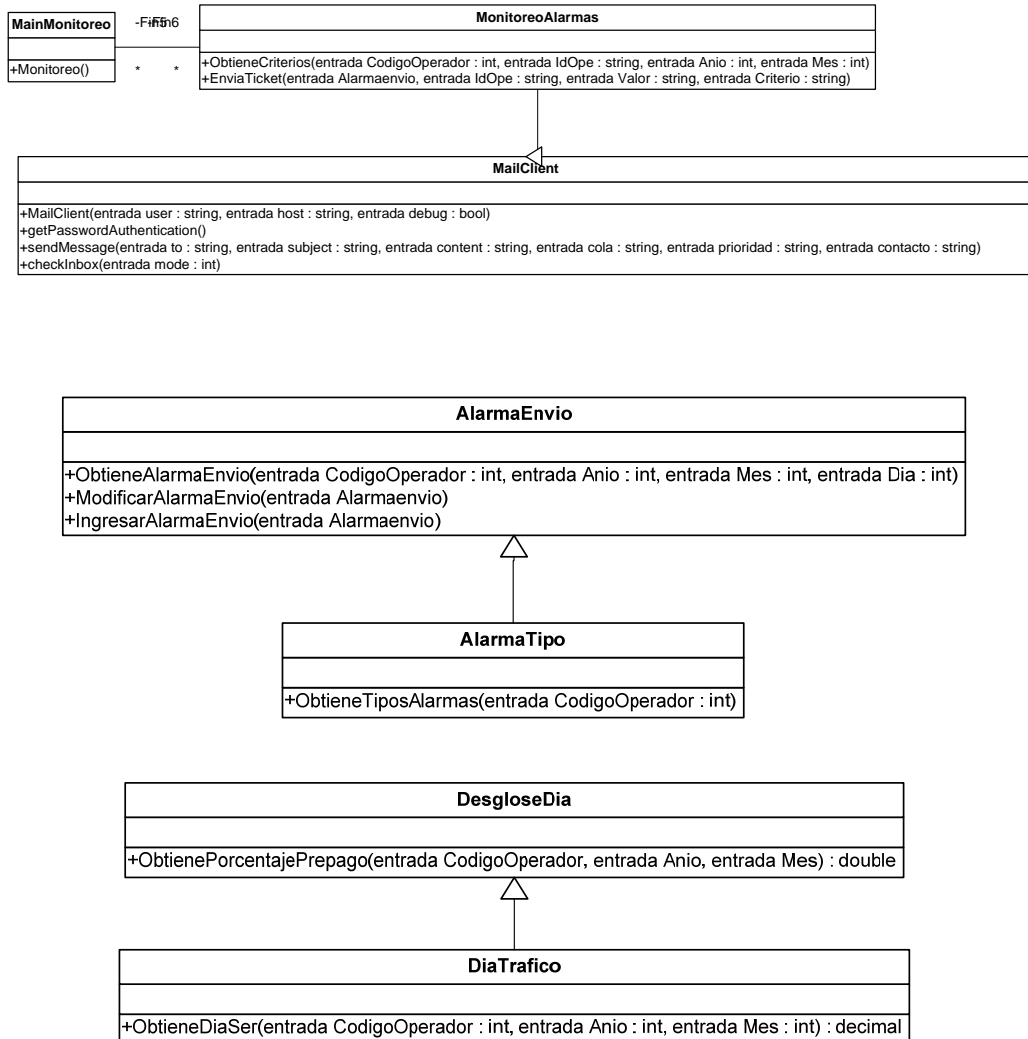 MainMonitoreo
+Monitoreo()
* *
MonitoreoAlarmas
+ObtieneCriterios(entrada CodigoOperador : int, entrada IdOpe : string, entrada Anio : int, entrada Mes : int)
+EnviaTicket(entrada Alarmaenvio, entrada IdOpe : string, entrada Valor : string, entrada Criterio : string)
MailClient
+MailClient(entrada user : string, entrada host : string, entrada debug : bool)
+getPasswordAuthentication()
+sendMessage(entrada to : string, entrada subject : string, entrada content : string, entrada cola : string, entrada prioridad : string, entrada contacto : string)
+checkInbox(entrada mode : int)
AlarmaEnvio
+ObtieneAlarmaEnvio(entrada CodigoOperador : int, entrada Anio : int, entrada Mes : int, entrada Dia : int)
+ModificarAlarmaEnvio(entrada Alarmaenvio)
+IngresarAlarmaEnvio(entrada Alarmaenvio)
AlarmaTipo
+ObtieneTiposAlarmas(entrada CodigoOperador : int)
DesgloseDia
+ObtienePorcentajePrepago(entrada CodigoOperador, entrada Anio, entrada Mes) : double
DiaTrafico
+ObtieneDiaSer(entrada CodigoOperador : int, entrada Anio : int, entrada Mes : int) : decimal